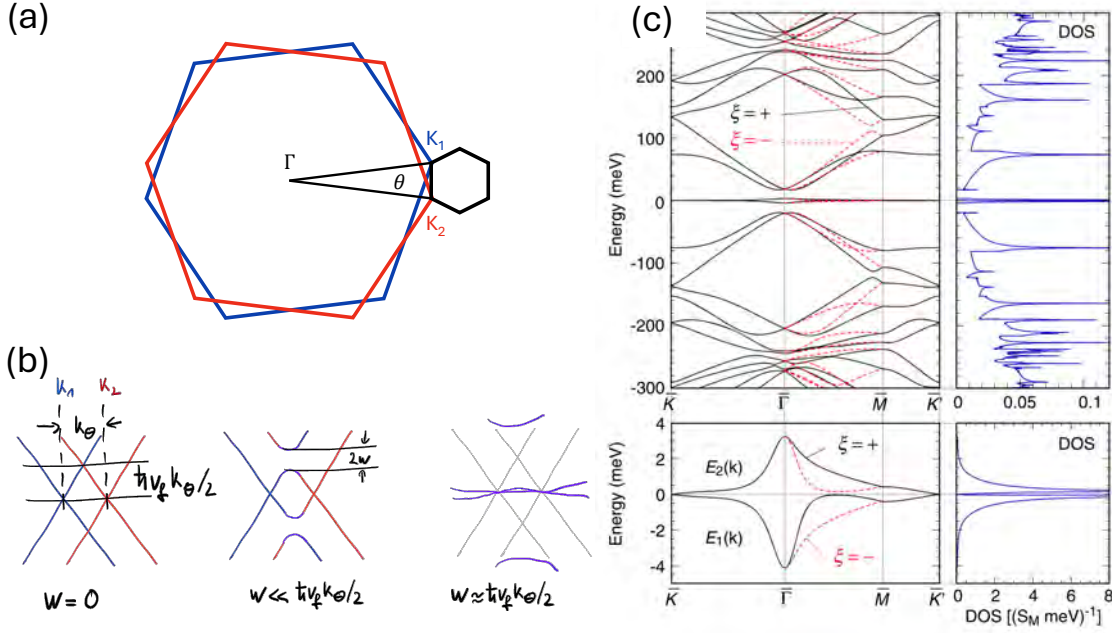 (a)
Γ
θ
K₁
K₂
(b)
k₁ k₂
k_θ
ħv_f k_θ/2
w = 0
2w
w ≪ ħv_f k_θ/2
w ≈ ħv_f k_θ/2
(c)
Energy (meV)
200
100
0
-100
-200
-300
ξ = +
ξ = −
K̅ Γ̅ M̅ K̅'
DOS
0 0.05 0.1
Energy (meV)
4
2
0
-2
-4
E₂(k)
E₁(k)
ξ = +
ξ = −
K̅ Γ̅ M̅ K̅'
DOS
0 2 4 6 8
DOS [(S_M meV)⁻¹]